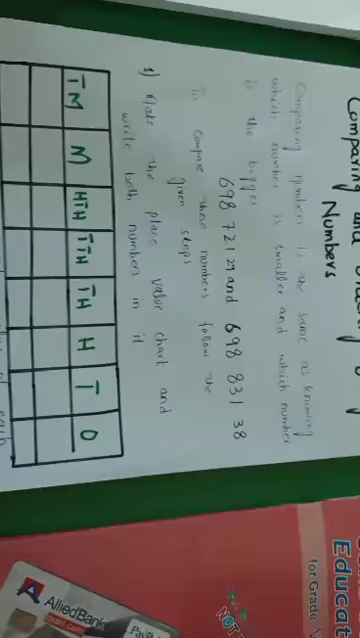 Comparing and
Numbers
Comparing numbers is the same as knowing
which number is smaller and which number
is the bigger
698 721 29 and 698 831 38
To compare these numbers follow the
given steps
1) Make the place value chart and
write both numbers in it
TM M HTH TTH TH H T O
each
Educat
for Grade
NOT
AlliedBank